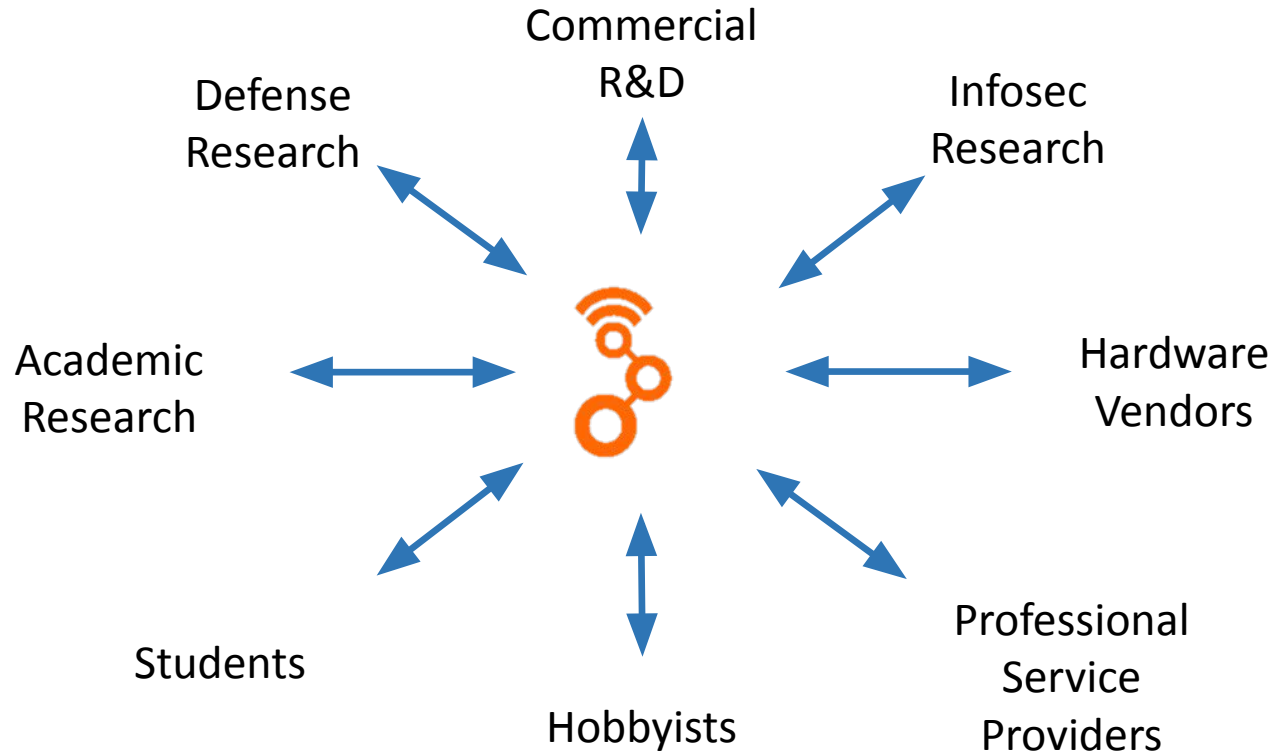 Commercial
R&D
Defense
Research
Infosec
Research
Academic
Research
Hardware
Vendors
Students
Hobbyists
Professional
Service
Providers